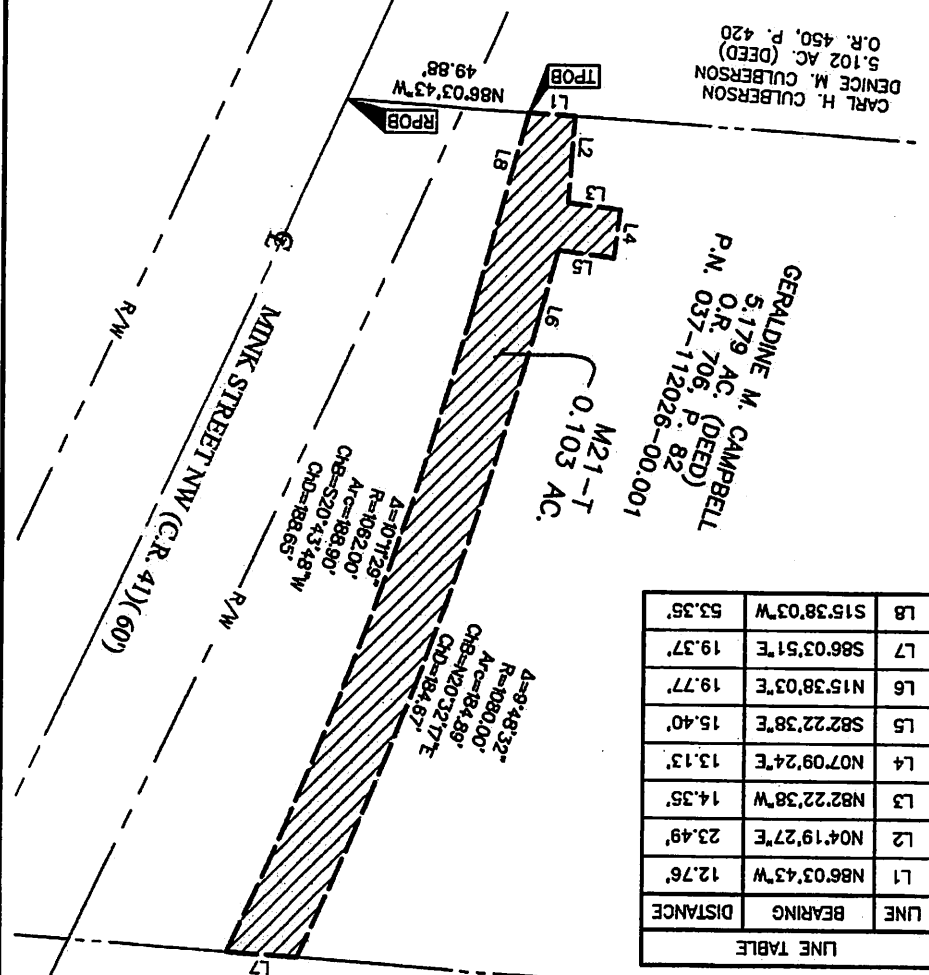 LINE TABLE
LINE BEARING DISTANCE
L1 N86°03'43"W 12.76'
L2 N04°19'27"E 23.49'
L3 N82°22'38"W 14.35'
L4 N07°09'24"E 13.13'
L5 S82°22'38"E 15.40'
L6 N15°38'03"E 19.77'
L7 S86°03'51"E 19.37'
L8 S15°38'03"W 53.35'
L7
Δ=9°48'32"
R=1080.00'
Arc=184.89'
ChB=N20°32'17"E
ChD=184.67'
Δ=10°11'29"
R=1062.00'
Arc=188.90'
ChB=S20°43'48"W
ChD=188.65'
R/W
MINK STREET NW (C.R. 41)(60')
R/W
GERALDINE M. CAMPBELL
5.179 AC. (DEED)
O.R. 706, P. 82
P.N. 037-112026-00.001
M21-T
0.103 AC.
L6
L5
L4
L3
L2
L1
L8
TPOB
RPOB
N86°03'43"W
49.88'
CARL H. CULBERSON
DENICE M. CULBERSON
5.102 AC. (DEED)
O.R. 450, P. 420